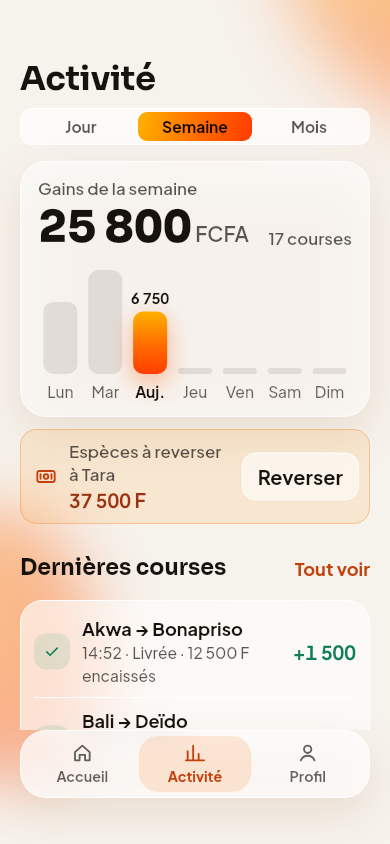 Activité
Jour Semaine Mois
Gains de la semaine
25 800 FCFA 17 courses
6 750
Lun Mar Auj. Jeu Ven Sam Dim
Espèces à reverser
à Tara
37 500 F
Reverser
Dernières courses Tout voir
Akwa → Bonapriso
14:52 · Livrée · 12 500 F
encaissés
+1 500
Bali → Deïdo
Accueil Activité Profil